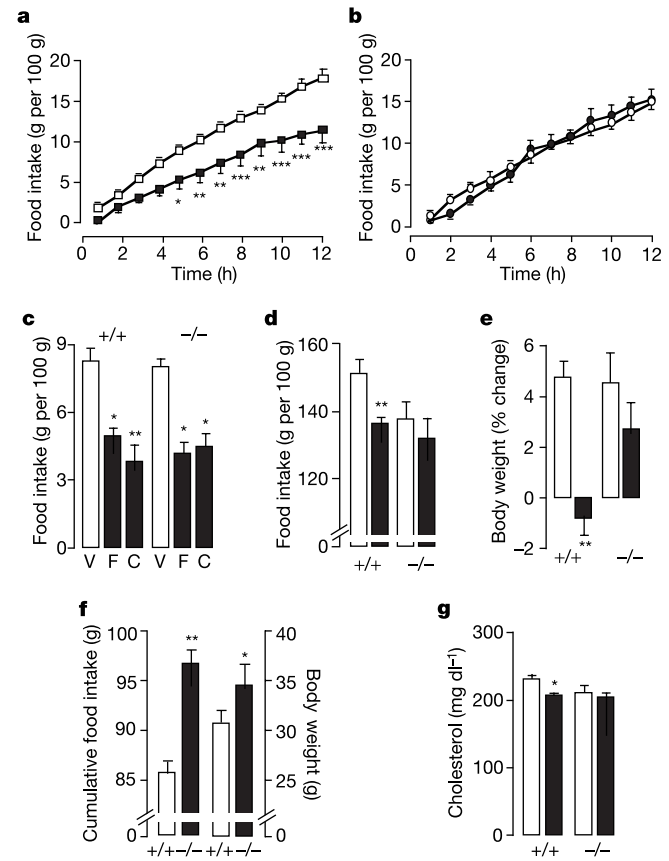 a
Food intake (g per 100 g)
20
15
10
5
0
* ** ** *** ** *** *** ***
0 2 4 6 8 10 12
Time (h)
b
Food intake (g per 100 g)
20
15
10
5
0
0 2 4 6 8 10 12
Time (h)
c
+/+ −/−
Food intake (g per 100 g)
9
6
3
0
* ** * *
V F C V F C
d
Food intake (g per 100 g)
160
140
120
0
**
+/+ −/−
e
Body weight (% change)
6
4
2
0
−2
**
+/+ −/−
f
Cumulative food intake (g)
100
95
90
85
0
** *
40
35
30
25
0
Body weight (g)
+/+ −/− +/+ −/−
g
Cholesterol (mg dl⁻¹)
300
200
100
0
*
+/+ −/−